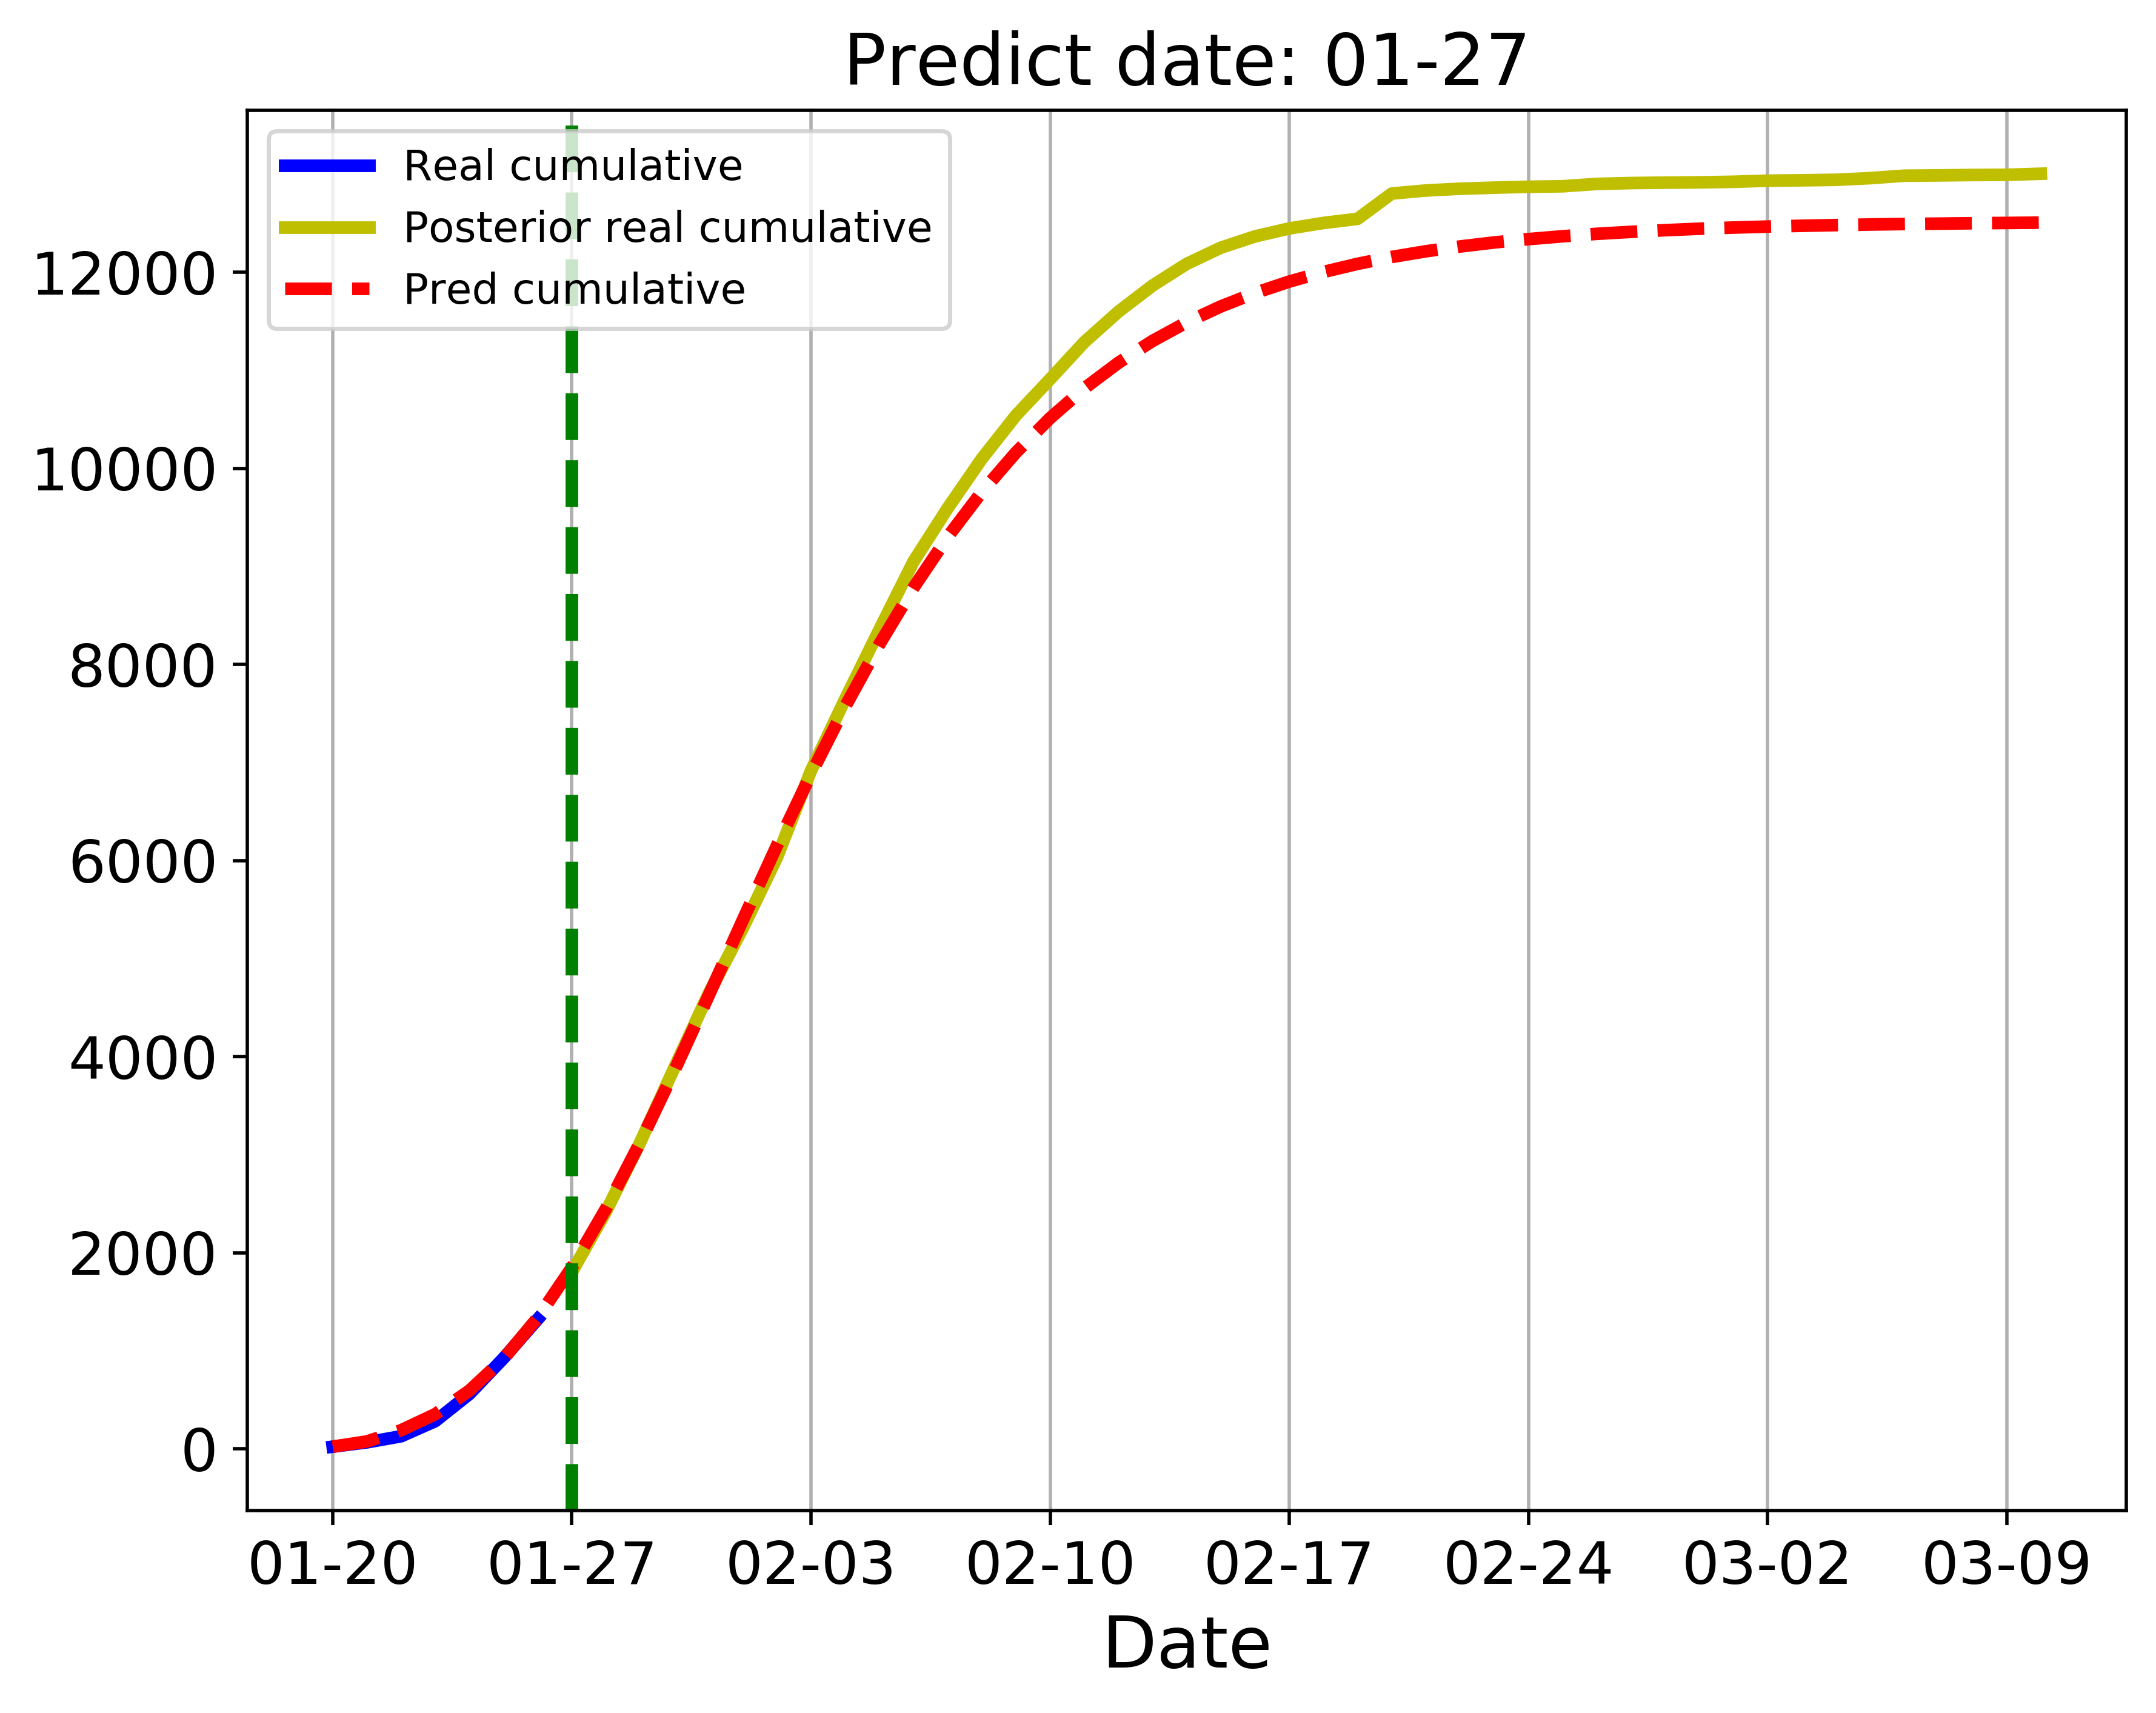 Predict date: 01-27
Real cumulative
Posterior real cumulative
Pred cumulative
12000
10000
8000
6000
4000
2000
0
01-20 01-27 02-03 02-10 02-17 02-24 03-02 03-09
Date